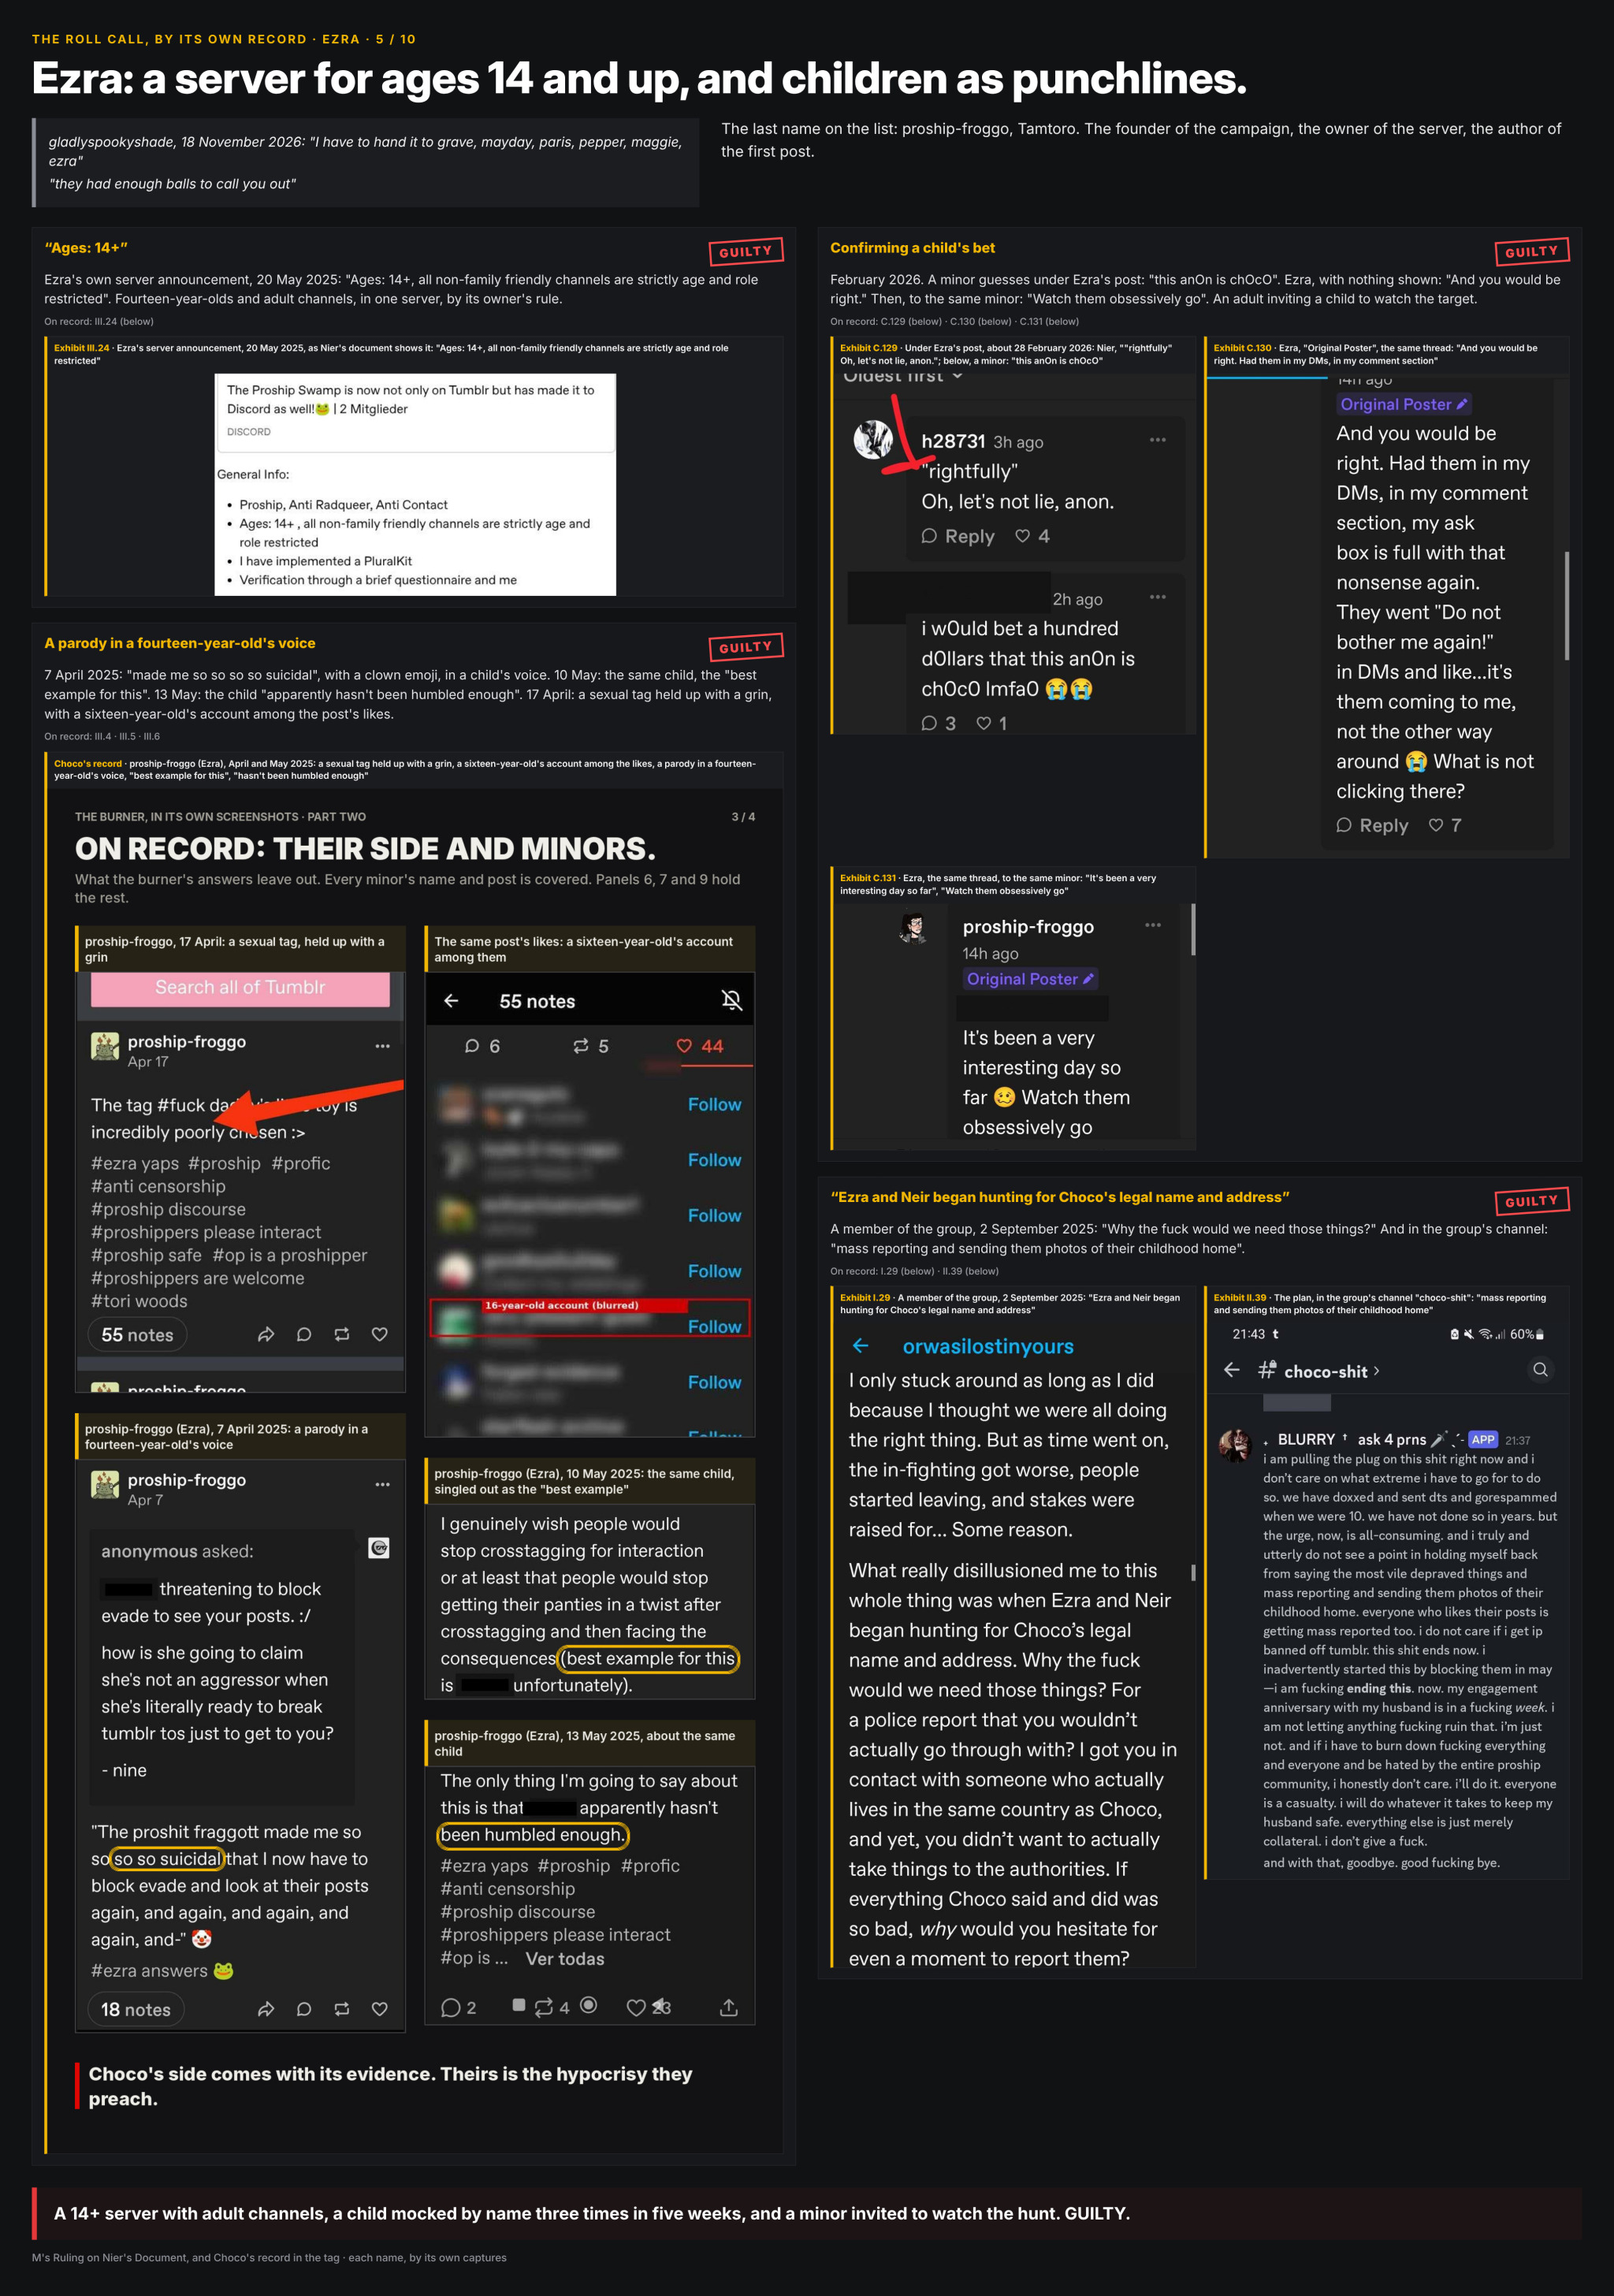 THE ROLL CALL, BY ITS OWN RECORD · EZRA · 5 / 10
Ezra: a server for ages 14 and up, and children as punchlines.
gladlyspookyshade, 18 November 2026: "I have to hand it to grave, mayday, paris, pepper, maggie,
ezra"
"they had enough balls to call you out"
The last name on the list: proship-froggo, Tamtoro. The founder of the campaign, the owner of the server, the author of
the first post.
“Ages: 14+”
GUILTY
Ezra's own server announcement, 20 May 2025: "Ages: 14+, all non-family friendly channels are strictly age and role
restricted". Fourteen-year-olds and adult channels, in one server, by its owner's rule.
On record: III.24 (below)
Exhibit III.24 · Ezra's server announcement, 20 May 2025, as Nier's document shows it: "Ages: 14+, all non-family friendly channels are strictly age and role
restricted"
The Proship Swamp is now not only on Tumblr but has made it to
Discord as well!🐸 | 2 Mitglieder
DISCORD
General Info:
• Proship, Anti Radqueer, Anti Contact
• Ages: 14+ , all non-family friendly channels are strictly age and
role restricted
• I have implemented a PluralKit
• Verification through a brief questionnaire and me
A parody in a fourteen-year-old's voice
GUILTY
7 April 2025: "made me so so so so suicidal", with a clown emoji, in a child's voice. 10 May: the same child, the "best
example for this". 13 May: the child "apparently hasn't been humbled enough". 17 April: a sexual tag held up with a grin,
with a sixteen-year-old's account among the post's likes.
On record: III.4 · III.5 · III.6
Choco's record · proship-froggo (Ezra), April and May 2025: a sexual tag held up with a grin, a sixteen-year-old's account among the likes, a parody in a fourteen-
year-old's voice, "best example for this", "hasn't been humbled enough"
THE BURNER, IN ITS OWN SCREENSHOTS · PART TWO
3 / 4
ON RECORD: THEIR SIDE AND MINORS.
What the burner's answers leave out. Every minor's name and post is covered. Panels 6, 7 and 9 hold
the rest.
proship-froggo, 17 April: a sexual tag, held up with a
grin
Search all of Tumblr
proship-froggo
Apr 17
The tag #fuck toy is
incredibly poorly chosen :>
#ezra yaps #proship #profic
#anti censorship
#proship discourse
#proshippers please interact
#proship safe #op is a proshipper
#proshippers are welcome
#tori woods
55 notes
proship-froggo
The same post's likes: a sixteen-year-old's account
among them
55 notes
6
5
44
Follow
Follow
Follow
Follow
16-year-old account (blurred)
Follow
Follow
Follow
proship-froggo (Ezra), 7 April 2025: a parody in a
fourteen-year-old's voice
proship-froggo
Apr 7
anonymous asked:
threatening to block
evade to see your posts. :/
how is she going to claim
she's not an aggressor when
she's literally ready to break
tumblr tos just to get to you?
- nine
"The proshit fraggott made me so
so so so suicidal that I now have to
block evade and look at their posts
again, and again, and again, and
again, and-" 🤡
#ezra answers 🐸
18 notes
proship-froggo (Ezra), 10 May 2025: the same child,
singled out as the "best example"
I genuinely wish people would
stop crosstagging for interaction
or at least that people would stop
getting their panties in a twist after
crosstagging and then facing the
consequences (best example for this
is unfortunately).
proship-froggo (Ezra), 13 May 2025, about the same
child
The only thing I'm going to say about
this is that apparently hasn't
been humbled enough.
#ezra yaps #proship #profic
#anti censorship
#proship discourse
#proshippers please interact
#op is ... Ver todas
2
4
Choco's side comes with its evidence. Theirs is the hypocrisy they
preach.
Confirming a child's bet
GUILTY
February 2026. A minor guesses under Ezra's post: "this anOn is chOcO". Ezra, with nothing shown: "And you would be
right." Then, to the same minor: "Watch them obsessively go". An adult inviting a child to watch the target.
On record: C.129 (below) · C.130 (below) · C.131 (below)
Exhibit C.129 · Under Ezra's post, about 28 February 2026: Nier, ""rightfully"
Oh, let's not lie, anon."; below, a minor: "this anOn is chOcO"
Oldest first
h28731 3h ago
"rightfully"
Oh, let's not lie, anon.
Reply 4
2h ago
i wOuld bet a hundred
dOllars that this anOn is
chOcO lmfaO 😭😭
3 1
Exhibit C.130 · Ezra, "Original Poster", the same thread: "And you would be
right. Had them in my DMs, in my comment section"
14h ago
Original Poster
And you would be
right. Had them in my
DMs, in my comment
section, my ask
box is full with that
nonsense again.
They went "Do not
bother me again!"
in DMs and like...it's
them coming to me,
not the other way
around 😭 What is not
clicking there?
Reply 7
Exhibit C.131 · Ezra, the same thread, to the same minor: "It's been a very
interesting day so far", "Watch them obsessively go"
proship-froggo
14h ago
Original Poster
It's been a very
interesting day so
far 🥴 Watch them
obsessively go
“Ezra and Neir began hunting for Choco's legal name and address”
GUILTY
A member of the group, 2 September 2025: "Why the fuck would we need those things?" And in the group's channel:
"mass reporting and sending them photos of their childhood home".
On record: I.29 (below) · II.39 (below)
Exhibit I.29 · A member of the group, 2 September 2025: "Ezra and Neir began
hunting for Choco's legal name and address"
orwasilostinyours
I only stuck around as long as I did
because I thought we were all doing
the right thing. But as time went on,
the in-fighting got worse, people
started leaving, and stakes were
raised for... Some reason.
What really disillusioned me to this
whole thing was when Ezra and Neir
began hunting for Choco’s legal
name and address. Why the fuck
would we need those things? For
a police report that you wouldn’t
actually go through with? I got you in
contact with someone who actually
lives in the same country as Choco,
and yet, you didn’t want to actually
take things to the authorities. If
everything Choco said and did was
so bad, why would you hesitate for
even a moment to report them?
Exhibit II.39 · The plan, in the group's channel "choco-shit": "mass reporting
and sending them photos of their childhood home"
21:43 t
60%
choco-shit
BLURRY ask 4 prns APP 21:37
i am pulling the plug on this shit right now and i
don't care on what extreme i have to go for to do
so. we have doxxed and sent dts and gorespammed
when we were 10. we have not done so in years. but
the urge, now, is all-consuming. and i truly and
utterly do not see a point in holding myself back
from saying the most vile depraved things and
mass reporting and sending them photos of their
childhood home. everyone who likes their posts is
getting mass reported too. i do not care if i get ip
banned off tumblr. this shit ends now. i
inadvertently started this by blocking them in may
—i am fucking ending this. now. my engagement
anniversary with my husband is in a fucking week. i
am not letting anything fucking ruin that. i'm just
not. and if i have to burn down fucking everything
and everyone and be hated by the entire proship
community, i honestly don't care. i'll do it. everyone
is a casualty. i will do whatever it takes to keep my
husband safe. everything else is just merely
collateral. i don't give a fuck.
and with that, goodbye. good fucking bye.
A 14+ server with adult channels, a child mocked by name three times in five weeks, and a minor invited to watch the hunt. GUILTY.
M's Ruling on Nier's Document, and Choco's record in the tag · each name, by its own captures